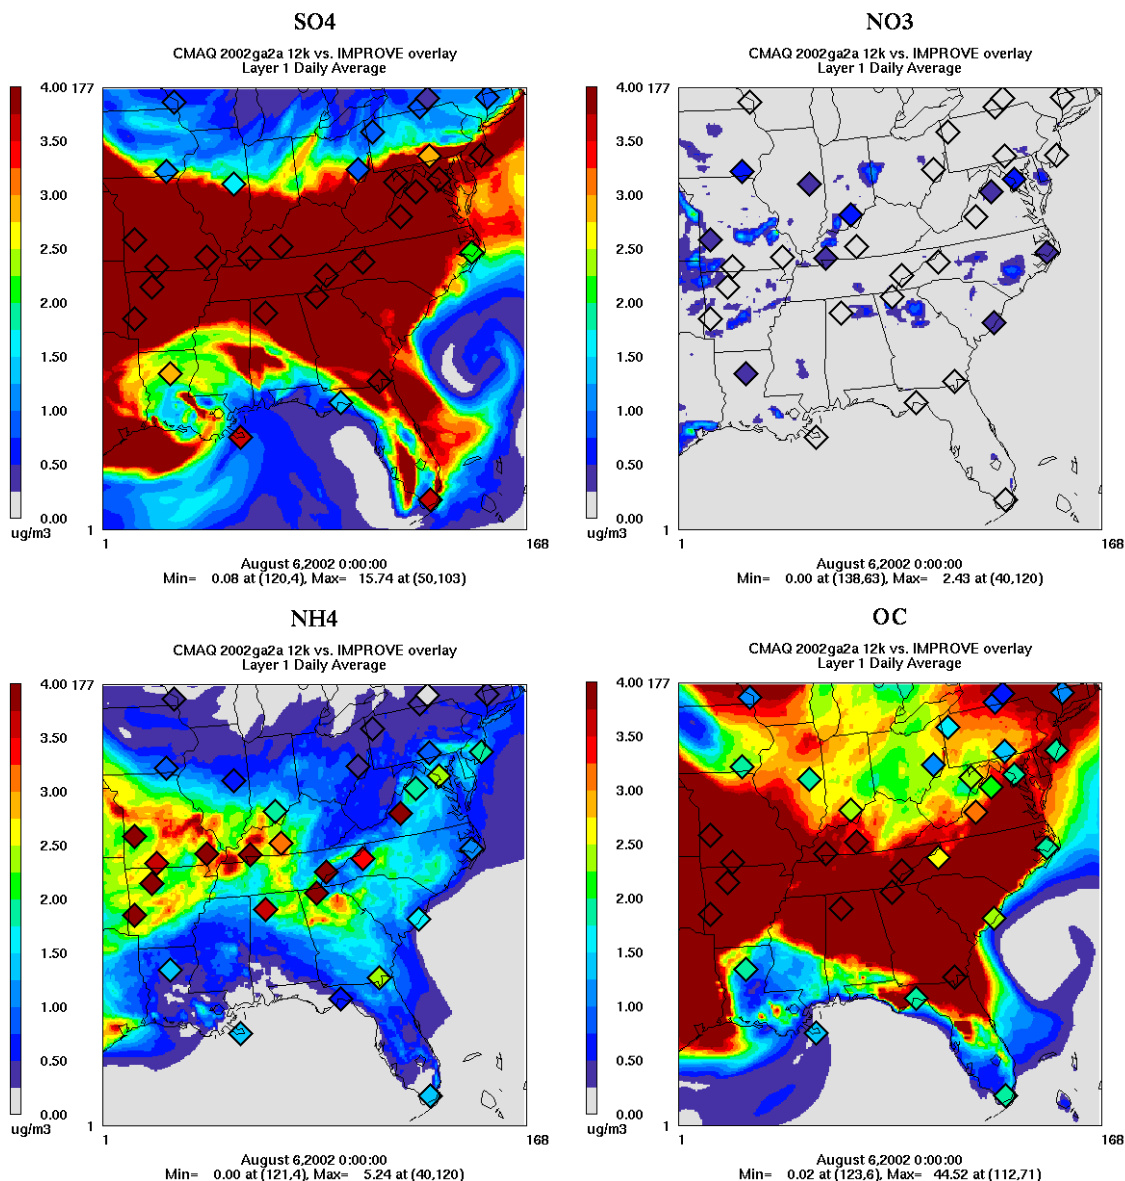 SO4
CMAQ 2002ga2a 12k vs. IMPROVE overlay
Layer 1 Daily Average
4.00 177
3.50
3.00
2.50
2.00
1.50
1.00
0.50
0.00
ug/m3
1
1 168
August 6,2002 0:00:00
Min= 0.08 at (120,4), Max= 15.74 at (50,103)
NO3
CMAQ 2002ga2a 12k vs. IMPROVE overlay
Layer 1 Daily Average
4.00 177
3.50
3.00
2.50
2.00
1.50
1.00
0.50
0.00
ug/m3
1
1 168
August 6,2002 0:00:00
Min= 0.00 at (138,63), Max= 2.43 at (40,120)
NH4
CMAQ 2002ga2a 12k vs. IMPROVE overlay
Layer 1 Daily Average
4.00 177
3.50
3.00
2.50
2.00
1.50
1.00
0.50
0.00
ug/m3
1
1 168
August 6,2002 0:00:00
Min= 0.00 at (121,4), Max= 5.24 at (40,120)
OC
CMAQ 2002ga2a 12k vs. IMPROVE overlay
Layer 1 Daily Average
4.00 177
3.50
3.00
2.50
2.00
1.50
1.00
0.50
0.00
ug/m3
1
1 168
August 6,2002 0:00:00
Min= 0.02 at (123,6), Max= 44.52 at (112,71)